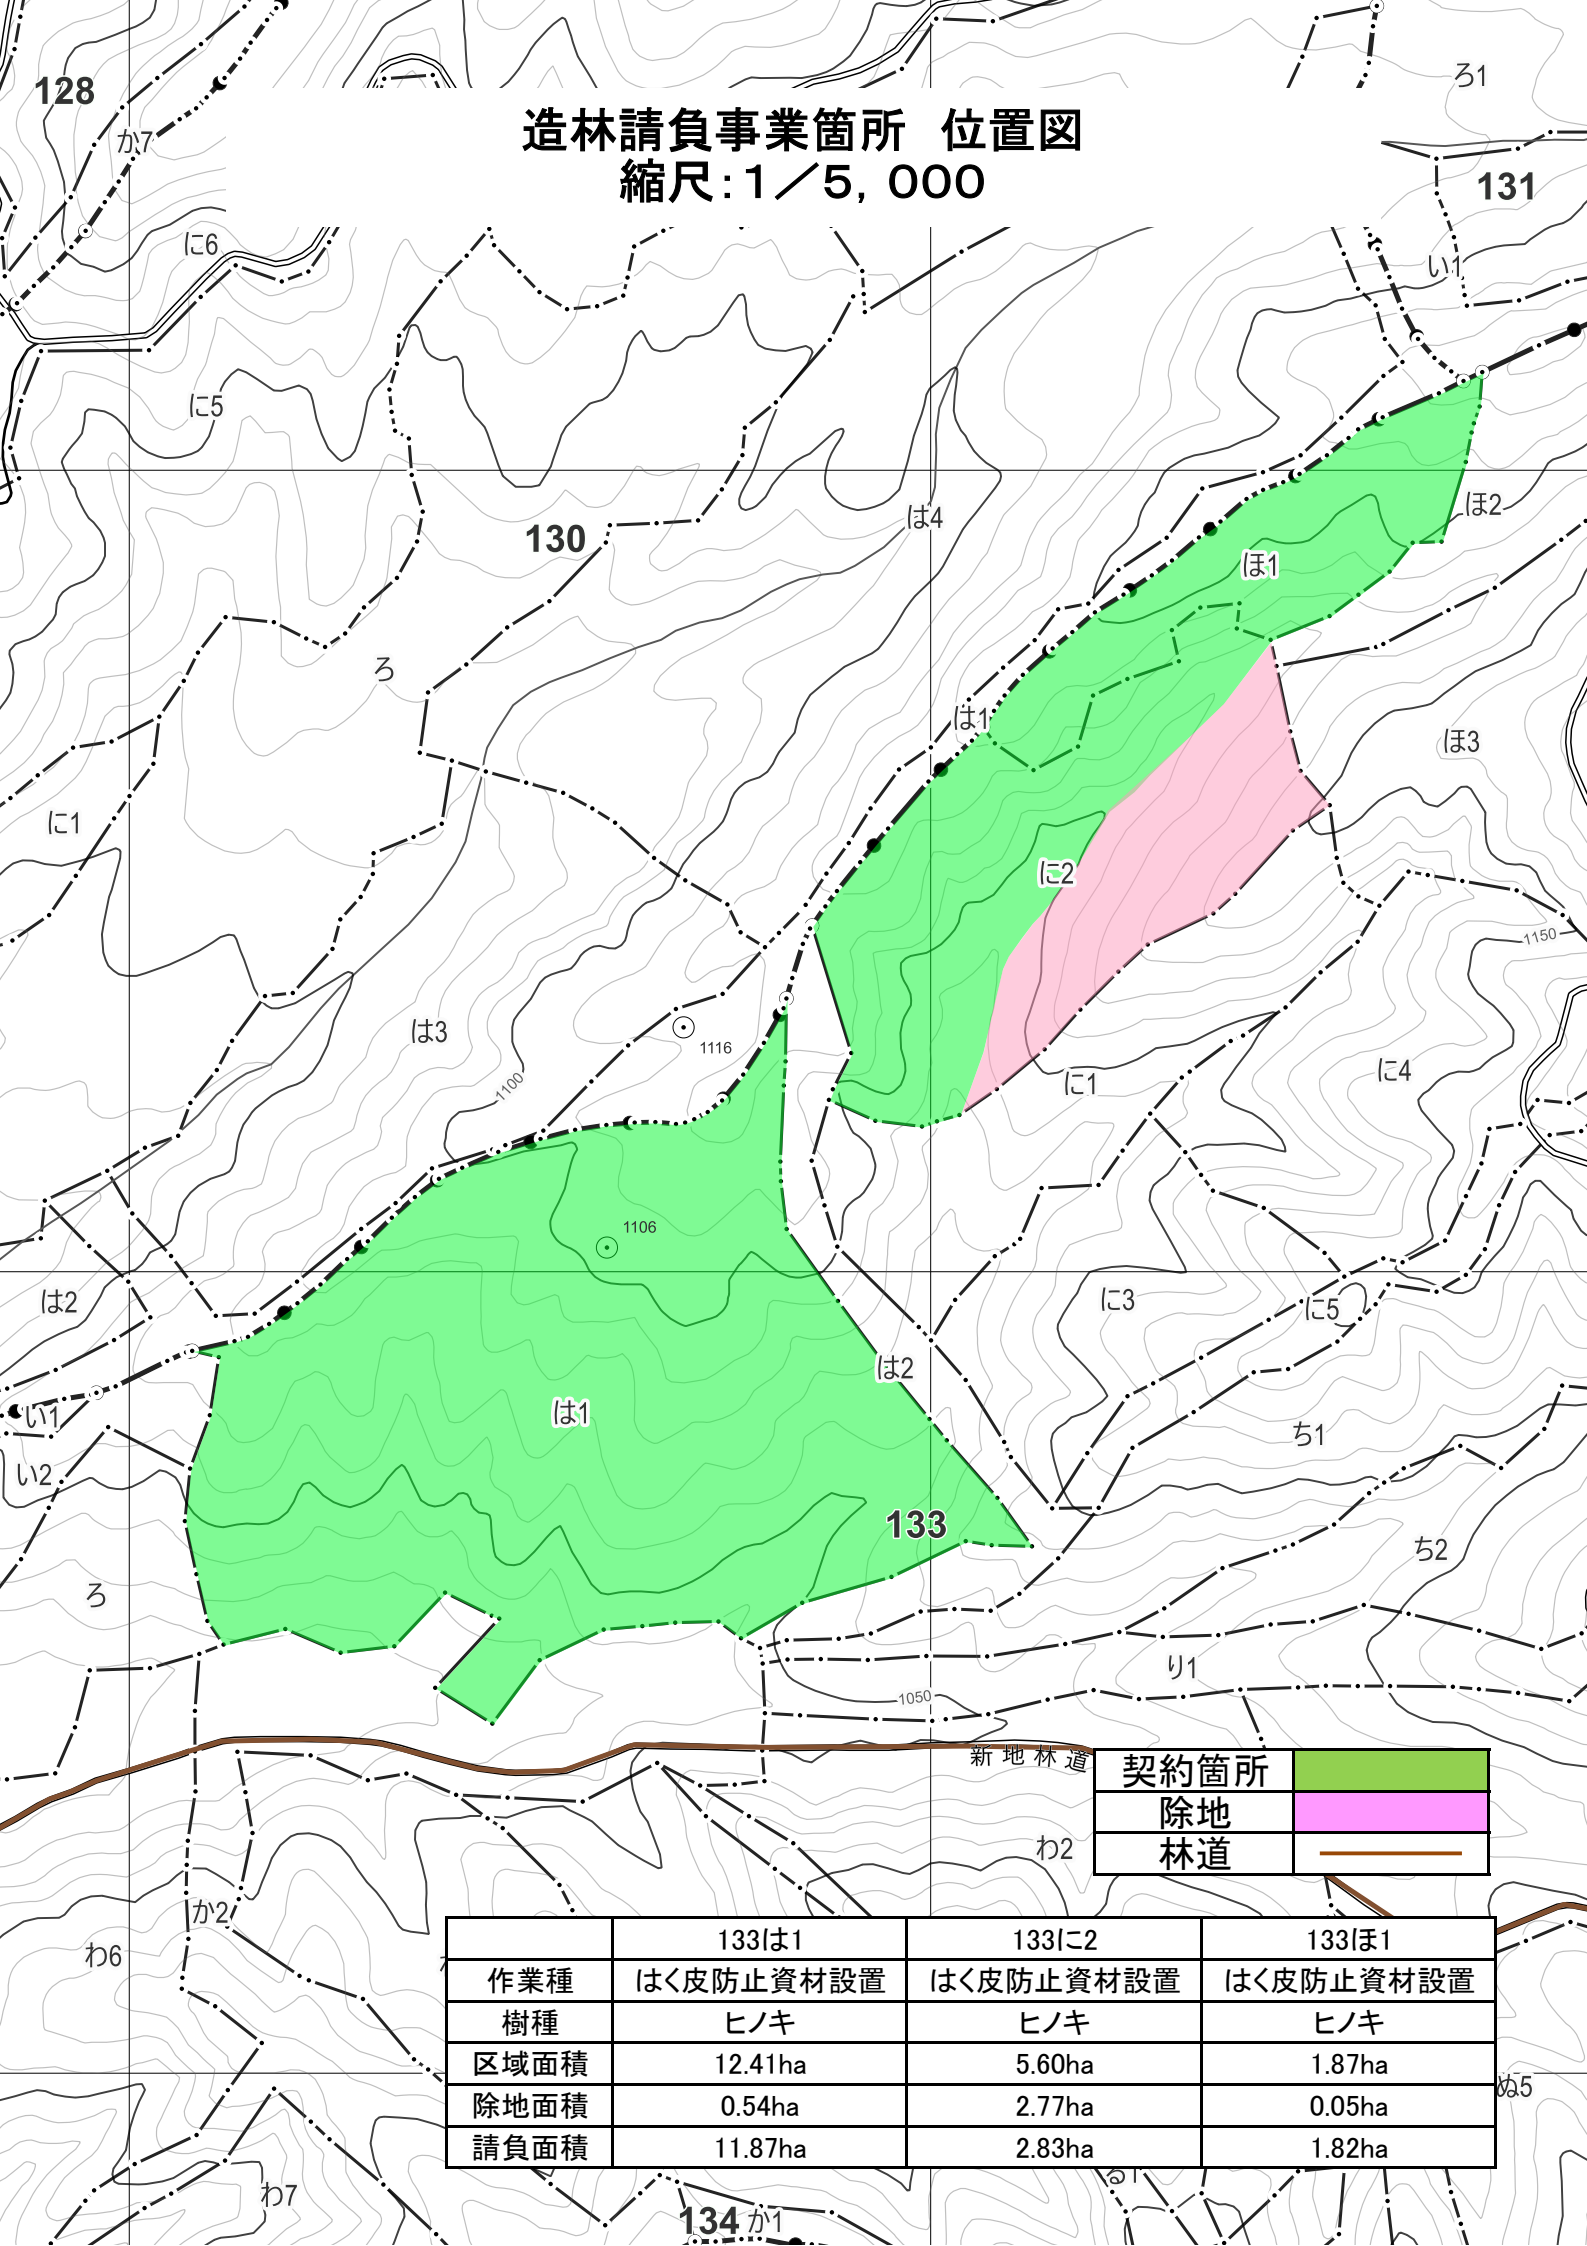 造林請負事業箇所　位置図
縮尺：１／５，０００
128
か7
ろ1
131
に6
い1
に5
は4
ほ2
130
ほ1
ろ
は1
ほ3
に1
に2
1150
は3
1116
1100
に1
に4
1106
は2
に3
に5
は2
い1
は1
ち1
い2
133
ち2
ろ
り1
1050
新地林道
契約箇所
除地
林道
わ2
か2
わ6
133は1 133に2 133ほ1
作業種 はく皮防止資材設置 はく皮防止資材設置 はく皮防止資材設置
樹種 ヒノキ ヒノキ ヒノキ
区域面積 12.41ha 5.60ha 1.87ha
除地面積 0.54ha 2.77ha 0.05ha
請負面積 11.87ha 2.83ha 1.82ha
ぬ5
る1
わ7
134
か1